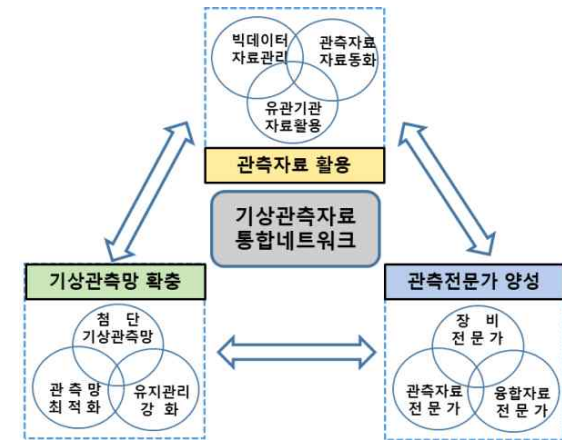 빅데이터
자료관리
관측자료
자료동화
유관기관
자료활용
관측자료 활용
기상관측자료
통합네트워크
기상관측망 확충
첨 단
기상관측망
관 측 망
최 적 화
유지관리
강 화
관측전문가 양성
장 비
전 문 가
관측자료
전 문 가
융합자료
전 문 가